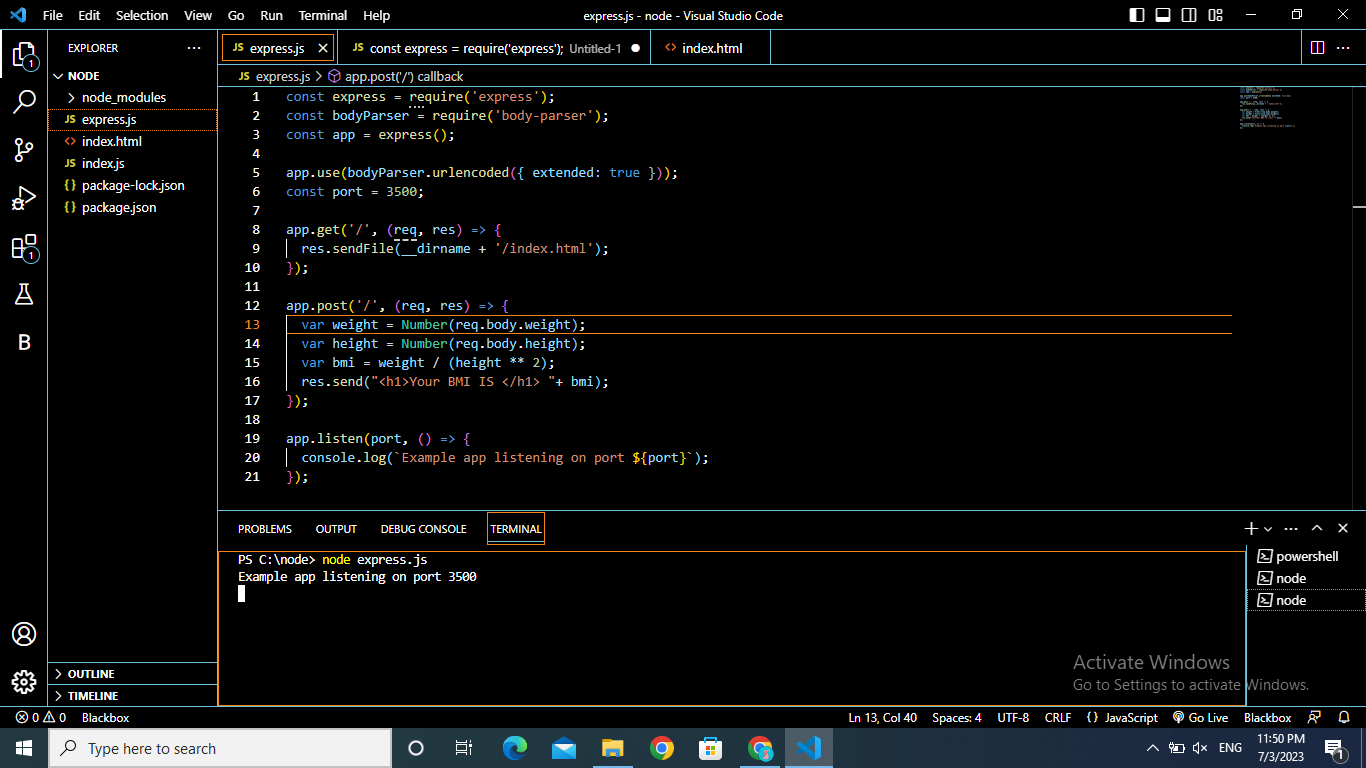 File Edit Selection View Go Run Terminal Help express.js - node - Visual Studio Code
EXPLORER
JS express.js
JS const express = require('express'); Untitled-1
<> index.html
NODE
node_modules
JS express.js
<> index.html
JS index.js
{} package-lock.json
{} package.json
OUTLINE
TIMELINE
1
1
B
JS express.js > app.post('/') callback
1 const express = require('express');
2 const bodyParser = require('body-parser');
3 const app = express();
4
5 app.use(bodyParser.urlencoded({ extended: true }));
6 const port = 3500;
7
8 app.get('/', (req, res) => {
9 res.sendFile(__dirname + '/index.html');
10 });
11
12 app.post('/', (req, res) => {
13 var weight = Number(req.body.weight);
14 var height = Number(req.body.height);
15 var bmi = weight / (height ** 2);
16 res.send("<h1>Your BMI IS </h1> "+ bmi);
17 });
18
19 app.listen(port, () => {
20 console.log(`Example app listening on port ${port}`);
21 });
PROBLEMS OUTPUT DEBUG CONSOLE TERMINAL
PS C:\node> node express.js
Example app listening on port 3500
powershell
node
node
Activate Windows
Go to Settings to activate Windows.
0 0 Blackbox Ln 13, Col 40 Spaces: 4 UTF-8 CRLF {} JavaScript Go Live Blackbox
Type here to search
ENG
11:50 PM
7/3/2023
1